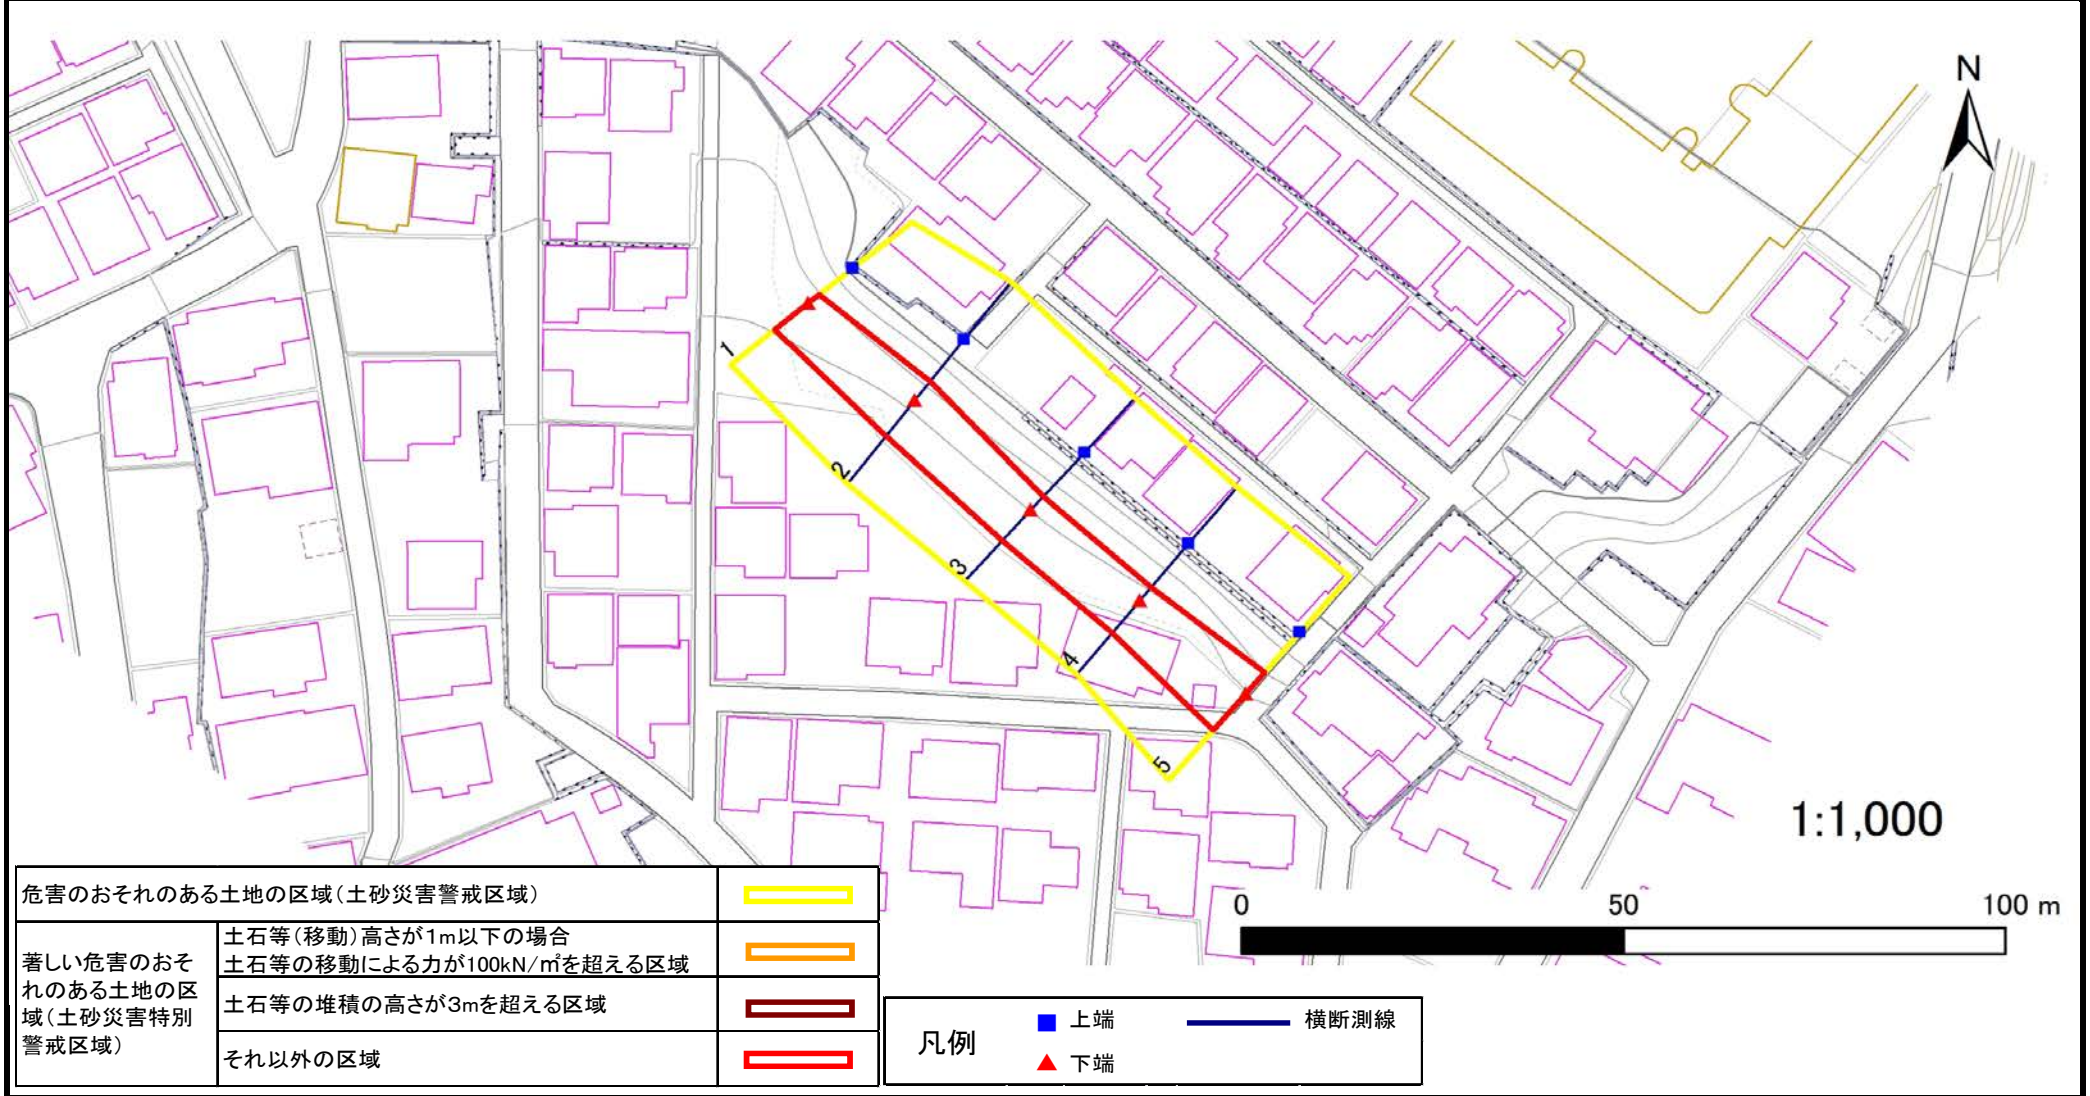 N
1
2
3
4
5
1:1,000
0 50 100 m
危害のおそれのある土地の区域(土砂災害警戒区域)
著しい危害のおそ
れのある土地の区
域(土砂災害特別
警戒区域)
土石等(移動)高さが1m以下の場合
土石等の移動による力が100kN/㎡を超える区域
土石等の堆積の高さが3mを超える区域
それ以外の区域
凡例
上端
横断測線
下端